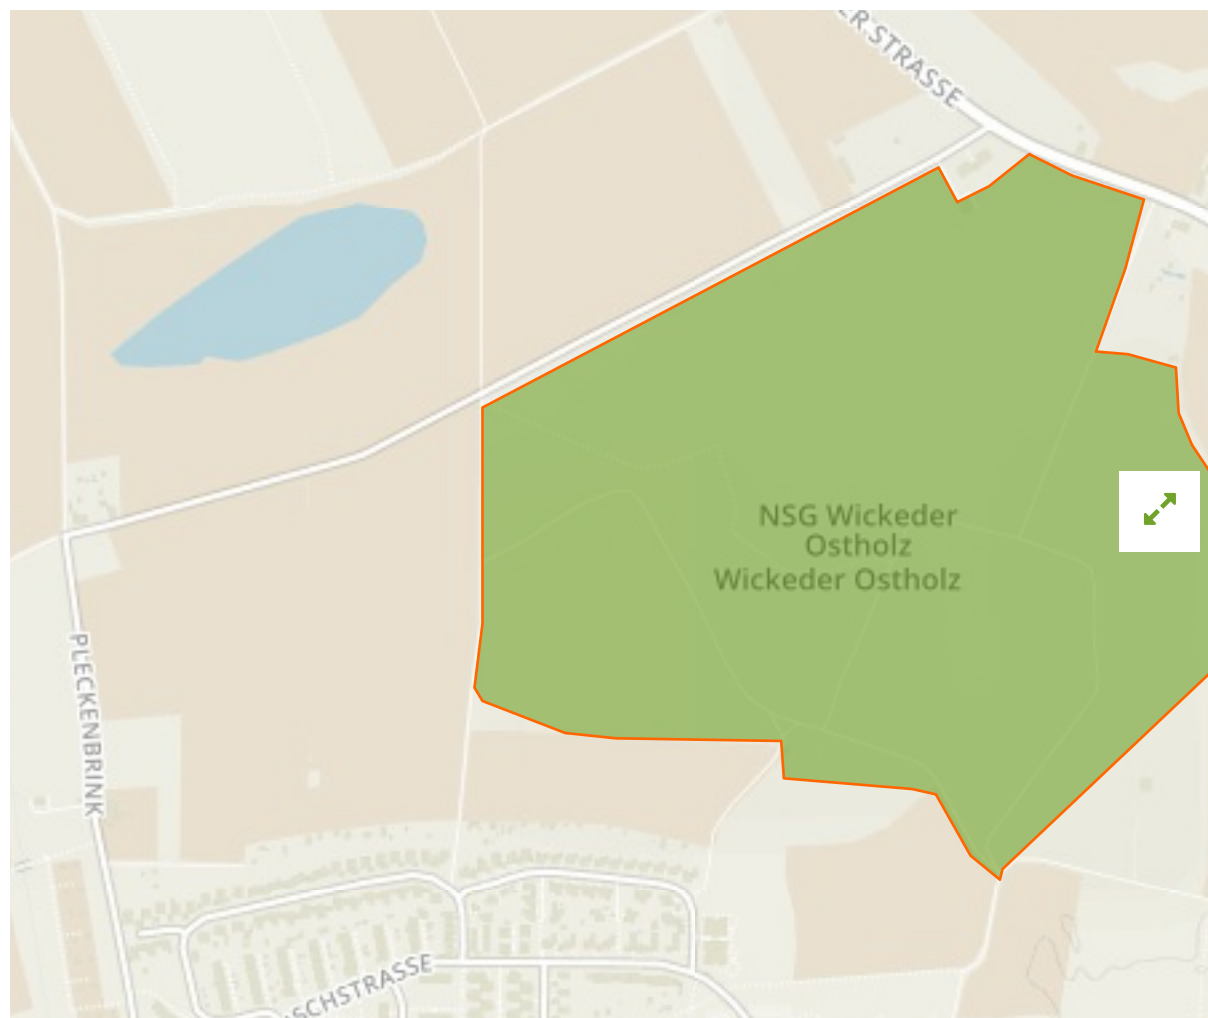 ER STRASSE
NSG Wickeder
Ostholz
Wickeder Ostholz
PLECKENBRINK
SCHSTRASSE